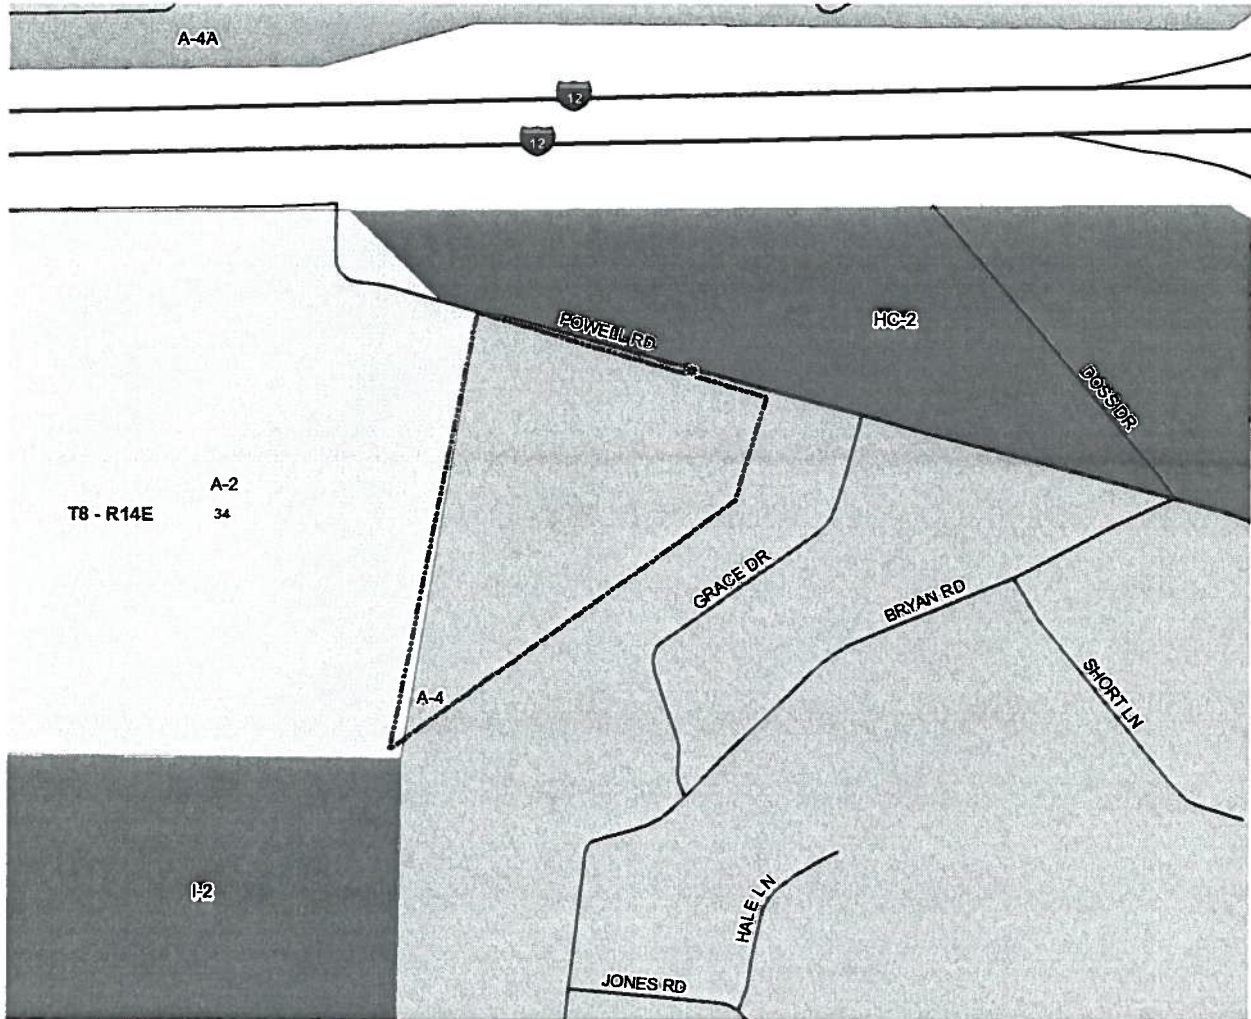 A-4A
12
12
POWELL RD
HC-2
DOSS DR
A-2
T8 - R14E
34
GRACE DR
BRYAN RD
SHORT LN
A-4
I-2
HALE LN
JONES RD